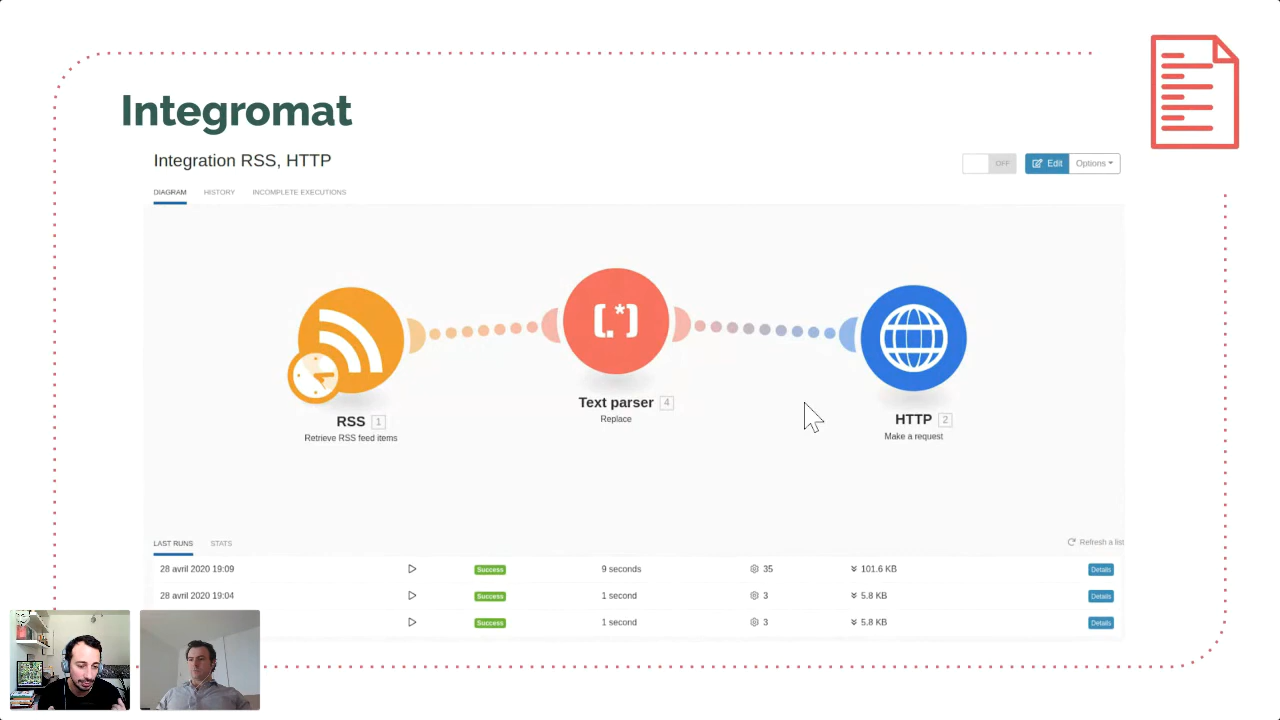 Integromat
Integration RSS, HTTP
OFF
Edit
Options
DIAGRAM
HISTORY
INCOMPLETE EXECUTIONS
[.*]
RSS 1
Retrieve RSS feed items
Text parser 4
Replace
HTTP 2
Make a request
LAST RUNS
STATS
Refresh a list
28 avril 2020 19:09 Success 9 seconds 35 101.6 KB Details
28 avril 2020 19:04 Success 1 second 3 5.8 KB Details
Success 1 second 3 5.8 KB Details